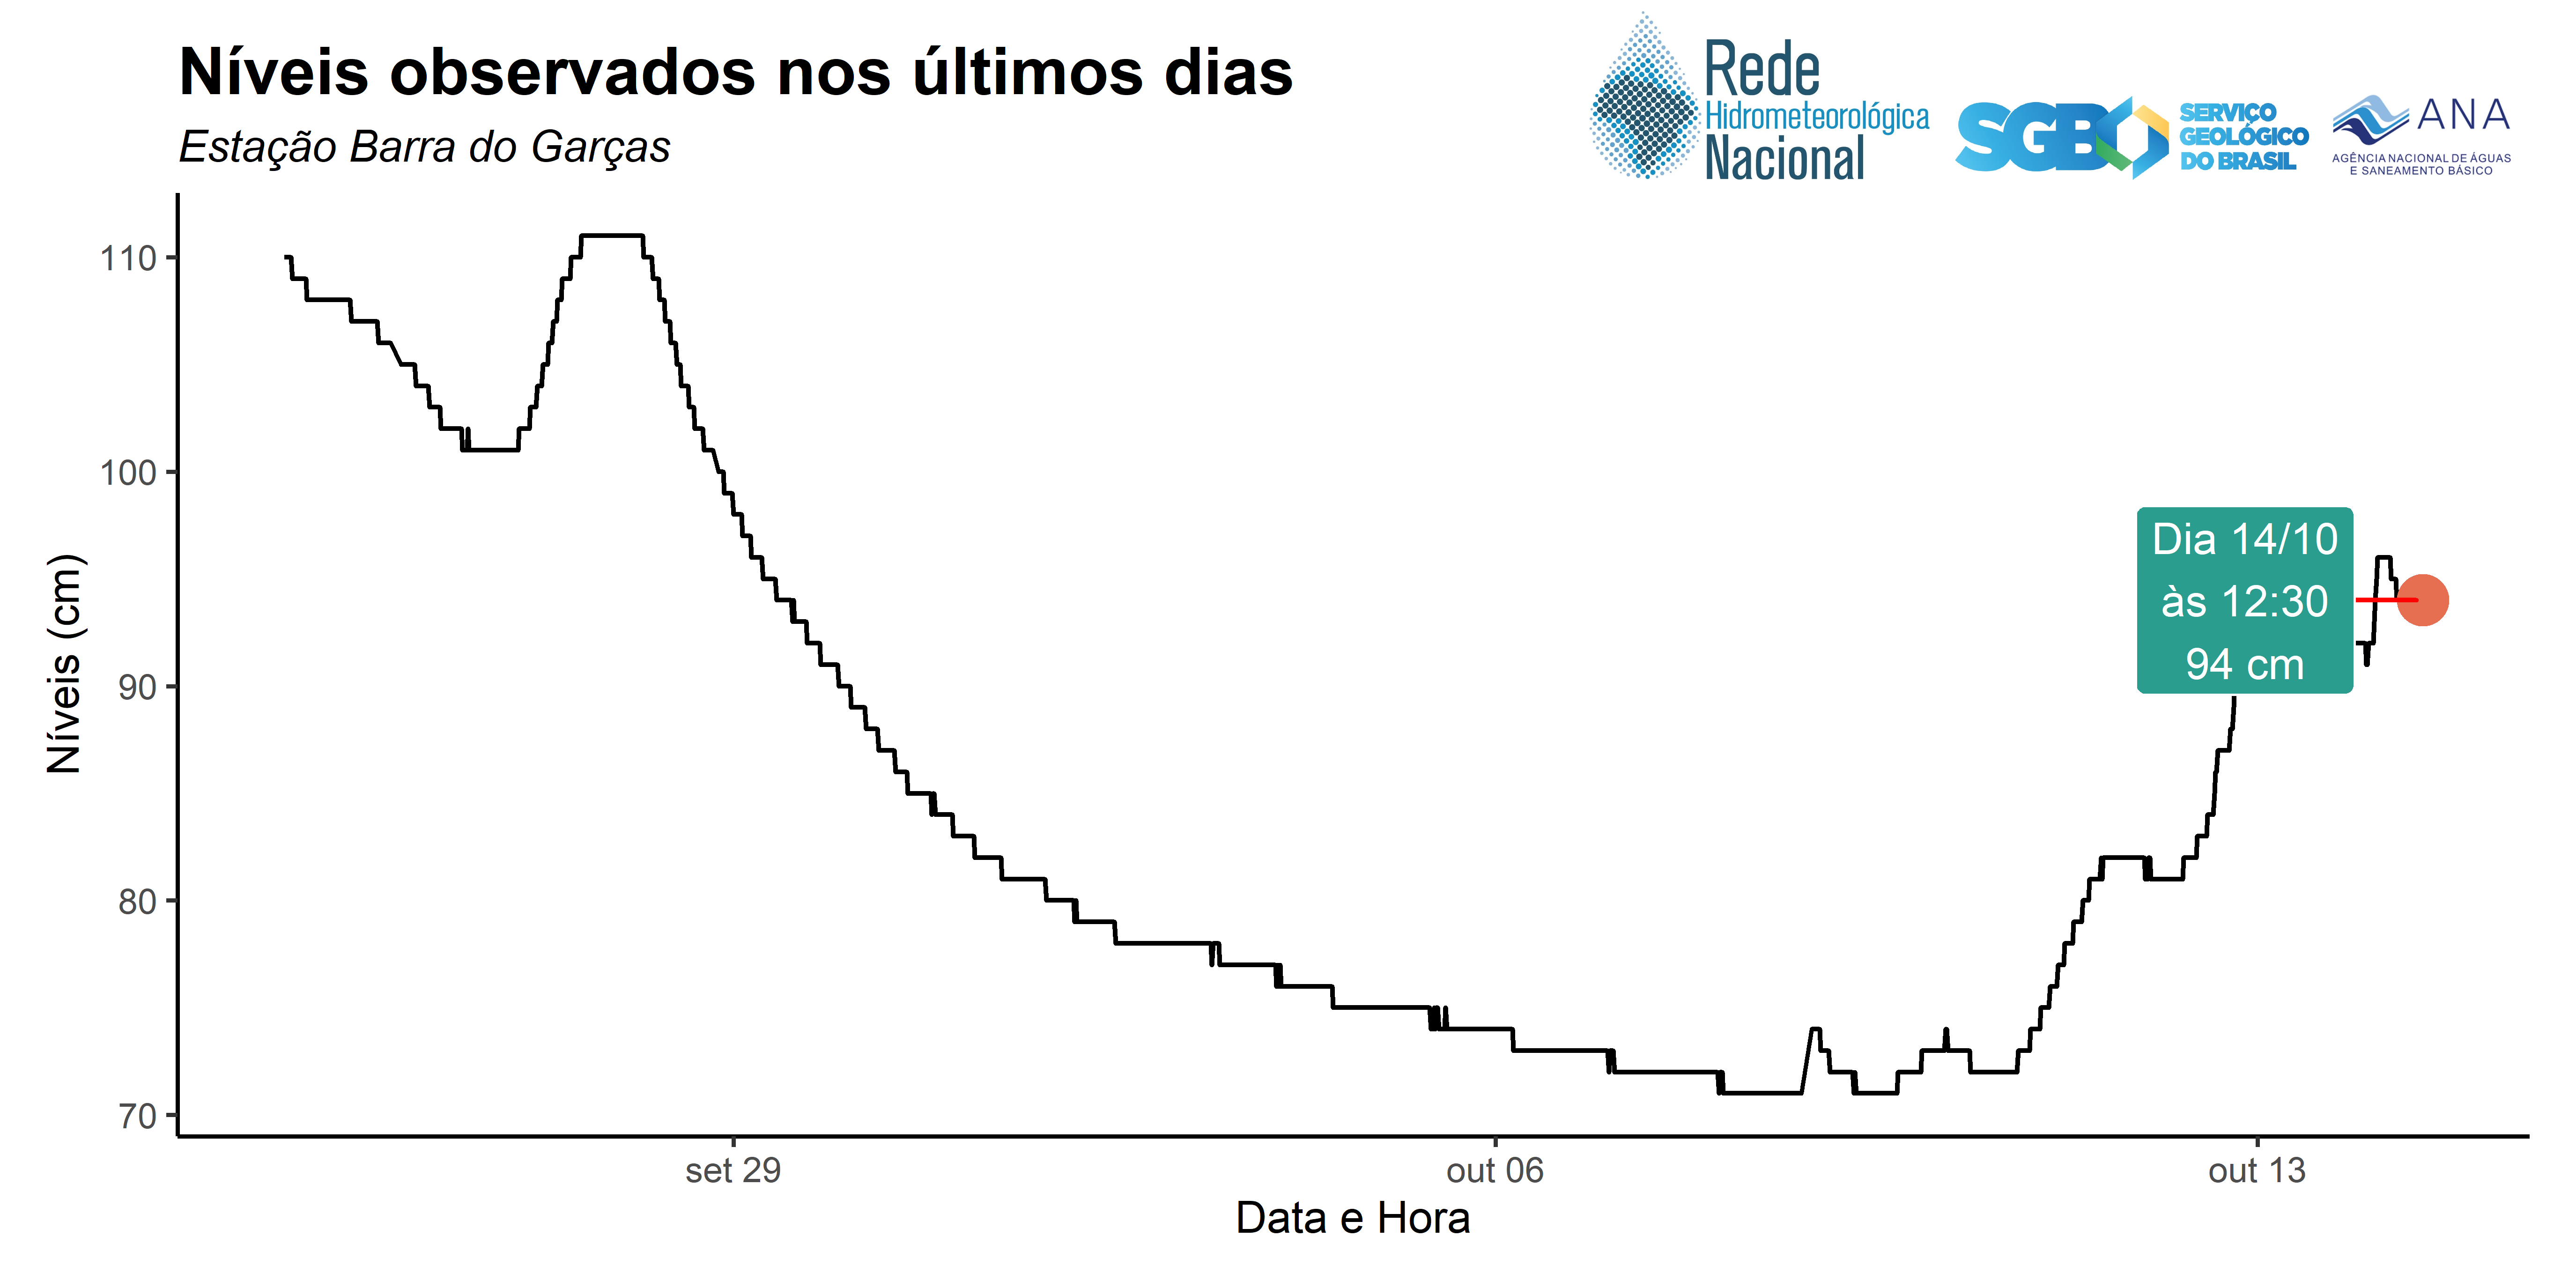 Níveis observados nos últimos dias
Estação Barra do Garças
Rede
Hidrometeorológica
Nacional
SGB
SERVIÇO
GEOLÓGICO
DO BRASIL
ANA
AGÊNCIA NACIONAL DE ÁGUAS
E SANEAMENTO BÁSICO
Níveis (cm)
110
100
90
80
70
Dia 14/10
às 12:30
94 cm
set 29
out 06
out 13
Data e Hora